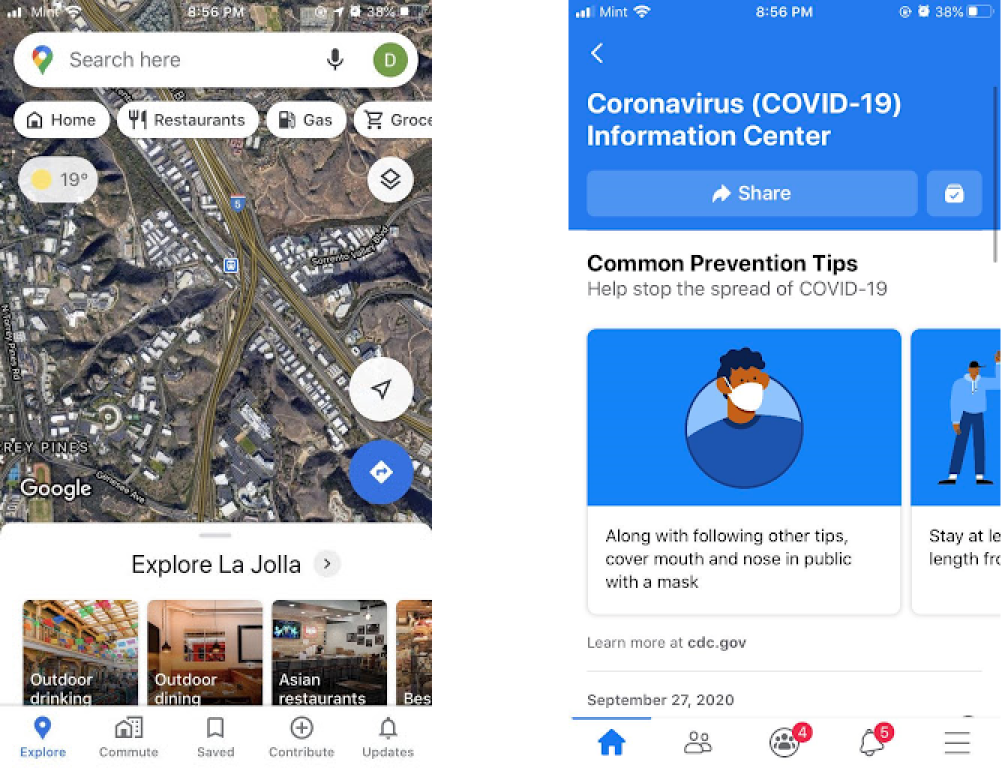 Mint
8:56 PM
38%
Search here
D
Home
Restaurants
Gas
Groce
19°
5
Sorrento Valley Blvd
N Torrey Pines Rd
REY PINES
Genesee Ave
Google
Explore La Jolla
Outdoor
drinking
Outdoor
dining
Asian
restaurants
Bes
Explore
Commute
Saved
Contribute
Updates
Mint
8:56 PM
38%
Coronavirus (COVID-19)
Information Center
Share
Common Prevention Tips
Help stop the spread of COVID-19
Along with following other tips,
cover mouth and nose in public
with a mask
Stay at le
length fro
Learn more at cdc.gov
September 27, 2020
4
5